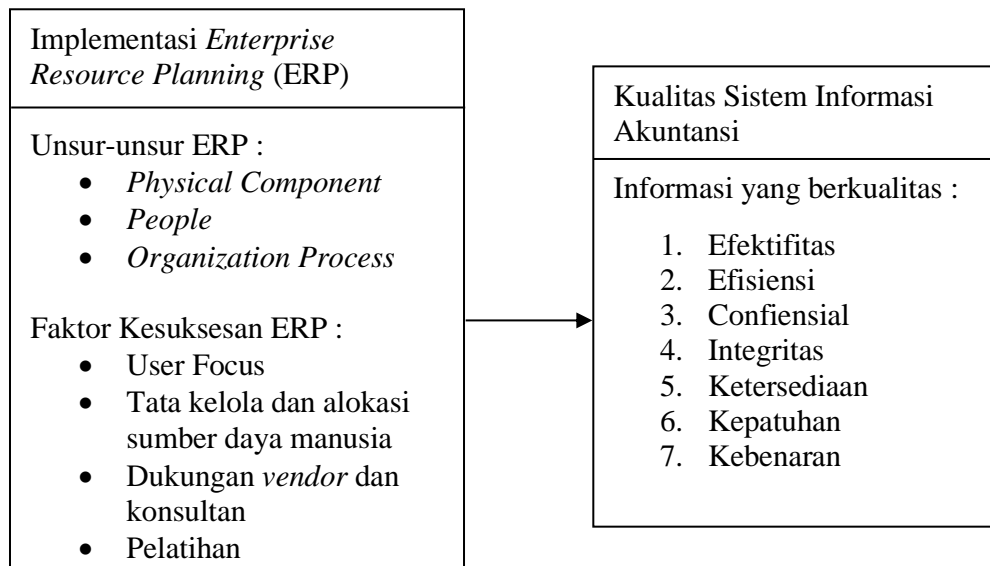 Implementasi Enterprise
Resource Planning (ERP)
Unsur-unsur ERP :
• Physical Component
• People
• Organization Process
Faktor Kesuksesan ERP :
• User Focus
• Tata kelola dan alokasi
sumber daya manusia
• Dukungan vendor dan
konsultan
• Pelatihan
Kualitas Sistem Informasi
Akuntansi
Informasi yang berkualitas :
1. Efektifitas
2. Efisiensi
3. Confiensial
4. Integritas
5. Ketersediaan
6. Kepatuhan
7. Kebenaran